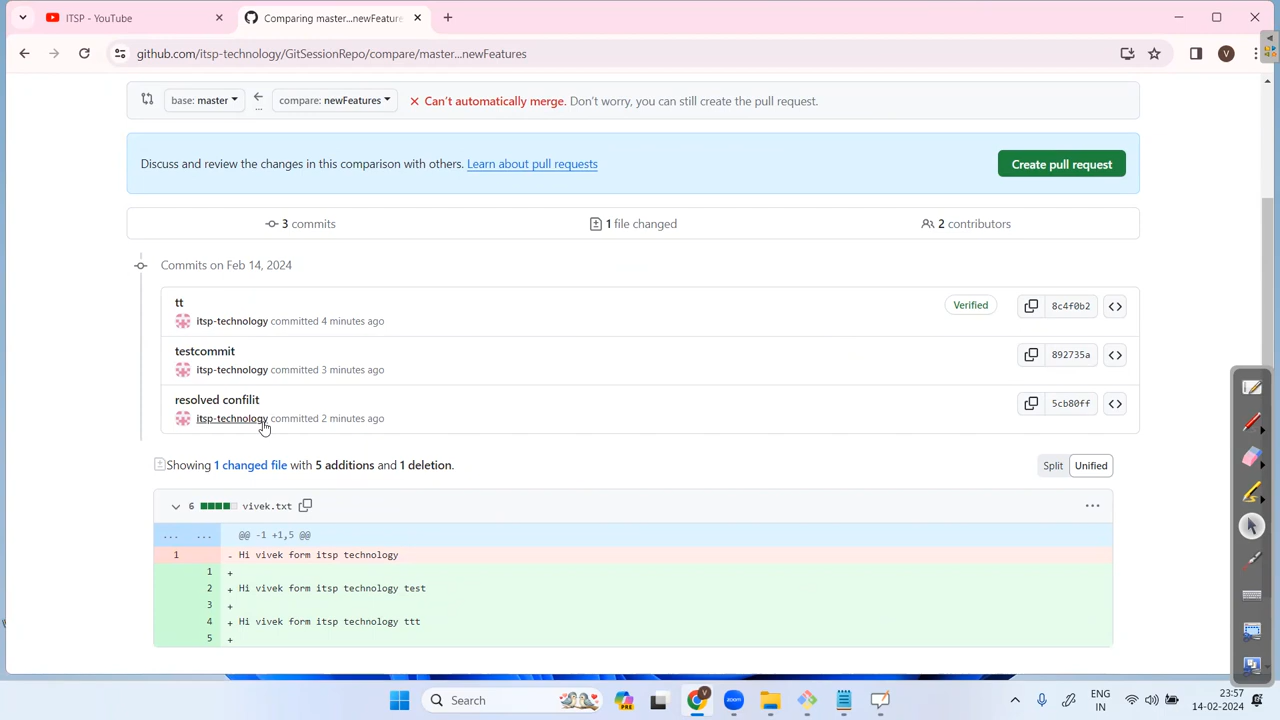 ITSP - YouTube
Comparing master...newFeatures
github.com/itsp-technology/GitSessionRepo/compare/master...newFeatures
V
base: master
...
compare: newFeatures
Can't automatically merge. Don't worry, you can still create the pull request.
Discuss and review the changes in this comparison with others. Learn about pull requests
Create pull request
3 commits
1 file changed
2 contributors
Commits on Feb 14, 2024
tt
itsp-technology committed 4 minutes ago
Verified
8c4f0b2
testcommit
itsp-technology committed 3 minutes ago
892735a
resolved confilit
itsp-technology committed 2 minutes ago
5cb80ff
Showing 1 changed file with 5 additions and 1 deletion.
Split
Unified
6
vivek.txt
... ... @@ -1 +1,5 @@
1 - Hi vivek form itsp technology
1 +
2 + Hi vivek form itsp technology test
3 +
4 + Hi vivek form itsp technology ttt
5 +
Search
PRE
V
ENG
IN
23:57
14-02-2024